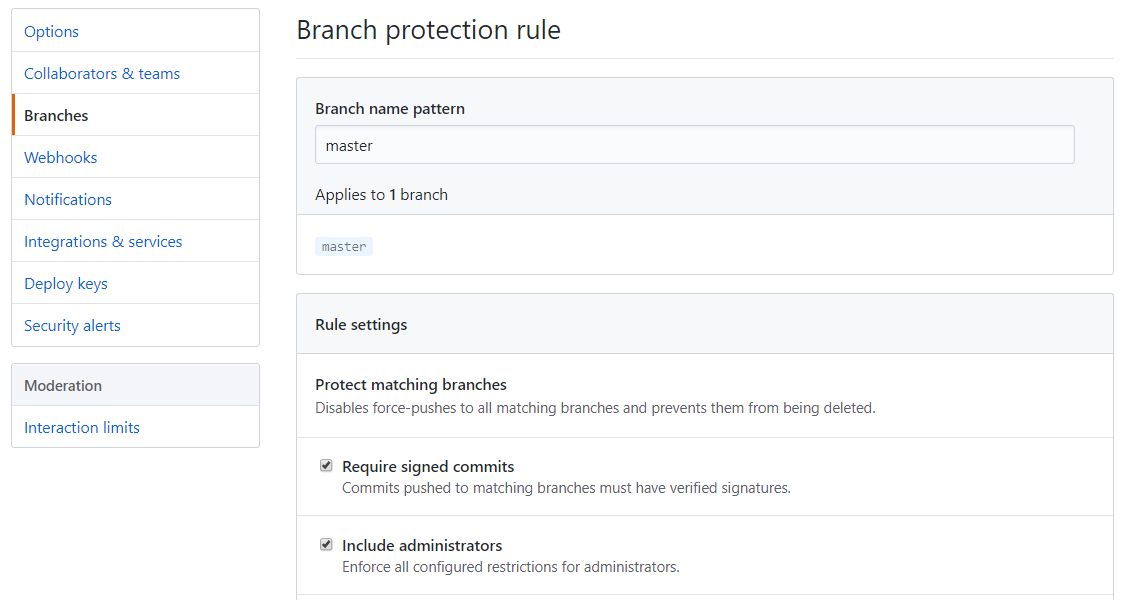 Options
Collaborators & teams
Branches
Webhooks
Notifications
Integrations & services
Deploy keys
Security alerts
Moderation
Interaction limits
Branch protection rule
Branch name pattern
master
Applies to 1 branch
master
Rule settings
Protect matching branches
Disables force-pushes to all matching branches and prevents them from being deleted.
Require signed commits
Commits pushed to matching branches must have verified signatures.
Include administrators
Enforce all configured restrictions for administrators.